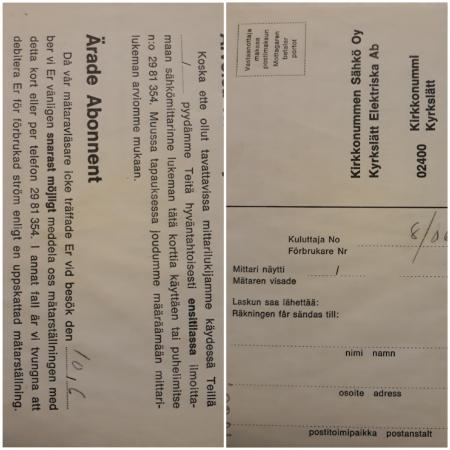 Koska ette ollut tavattavissa mittarilukijamme käydessä Teillä
/ pyydämme Teitä hyväntahtoisesti ensitilassa ilmoitta-
maan sähkömittarinne lukeman tätä korttia käyttäen tai puhelimitse
n:o 29 81 354. Muussa tapauksessa joudumme määräämään mittari-
lukeman arviomme mukaan.
Ärade Abonnent
Då vår mätaravläsare icke träffade Er vid besök den 10/6
ber vi Er vänligen snarast möjligt meddela oss mätarställningen med
detta kort eller per telefon 29 81 354. I annat fall är vi tvungna att
debitera Er för förbrukad ström enligt en uppskattad mätarställning.
Vastaanottaja
maksaa
postimaksun
Mottagaren
betalar
portot
Kirkkonummen Sähkö Oy
Kyrkslätt Elektriska Ab
02400 Kirkkonummi
Kyrkslätt
Kuluttaja No
Förbrukare Nr
Mittari näytti /
Mätaren visade
Laskun saa lähettää:
Räkningen får sändas till:
nimi namn
osoite adress
postitoimipaikka postanstalt